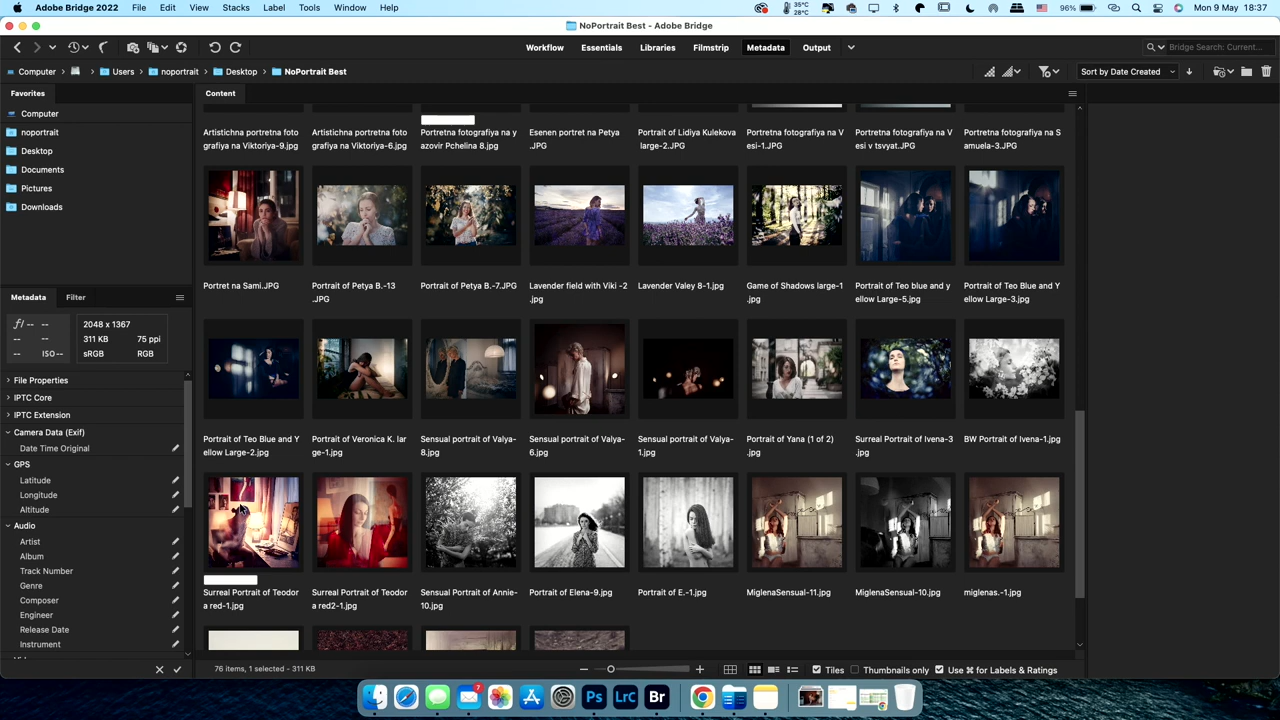 Adobe Bridge 2022 File Edit View Stacks Label Tools Window Help 35°C 28°C 96% Mon 9 May 18:37
NoPortrait Best - Adobe Bridge
Workflow Essentials Libraries Filmstrip Metadata Output Bridge Search: Current...
Computer Users noportrait Desktop NoPortrait Best Sort by Date Created
Favorites
Computer
noportrait
Desktop
Documents
Pictures
Downloads
Metadata Filter
ƒ/ -- --
-- --
-- ISO --
2048 x 1367
311 KB 75 ppi
sRGB RGB
File Properties
IPTC Core
IPTC Extension
Camera Data (Exif)
Date Time Original
GPS
Latitude
Longitude
Altitude
Audio
Artist
Album
Track Number
Genre
Composer
Engineer
Release Date
Instrument
Content
Artistichna portretna foto
grafiya na Viktoriya-9.jpg
Artistichna portretna foto
grafiya na Viktoriya-6.jpg
Portretna fotografiya na y
azovir Pchelina 8.jpg
Esenen portret na Petya
.JPG
Portrait of Lidiya Kulekova
large-2.JPG
Portretna fotografiya na V
esi-1.JPG
Portretna fotografiya na V
esi v tsvyat.JPG
Portretna fotografiya na S
amuela-3.JPG
Portret na Sami.JPG
Portrait of Petya B.-13
.JPG
Portrait of Petya B.-7.JPG
Lavender field with Viki -2
.jpg
Lavender Valey 8-1.jpg
Game of Shadows large-1
.jpg
Portrait of Teo blue and y
ellow Large-5.jpg
Portrait of Teo Blue and Y
ellow Large-3.jpg
Portrait of Teo Blue and Y
ellow Large-2.jpg
Portrait of Veronica K. lar
ge-1.jpg
Sensual portrait of Valya-
8.jpg
Sensual portrait of Valya-
6.jpg
Sensual portrait of Valya-
1.jpg
Portrait of Yana (1 of 2)
.jpg
Surreal Portrait of Ivena-3
.jpg
BW Portrait of Ivena-1.jpg
Surreal Portrait of Teodor
a red-1.jpg
Surreal Portrait of Teodor
a red2-1.jpg
Sensual Portrait of Annie-
10.jpg
Portrait of Elena-9.jpg
Portrait of E.-1.jpg
MiglenaSensual-11.jpg
MiglenaSensual-10.jpg
miglenas.-1.jpg
76 items, 1 selected - 311 KB Tiles Thumbnails only Use ⌘ for Labels & Ratings
7 Ps LrC Br